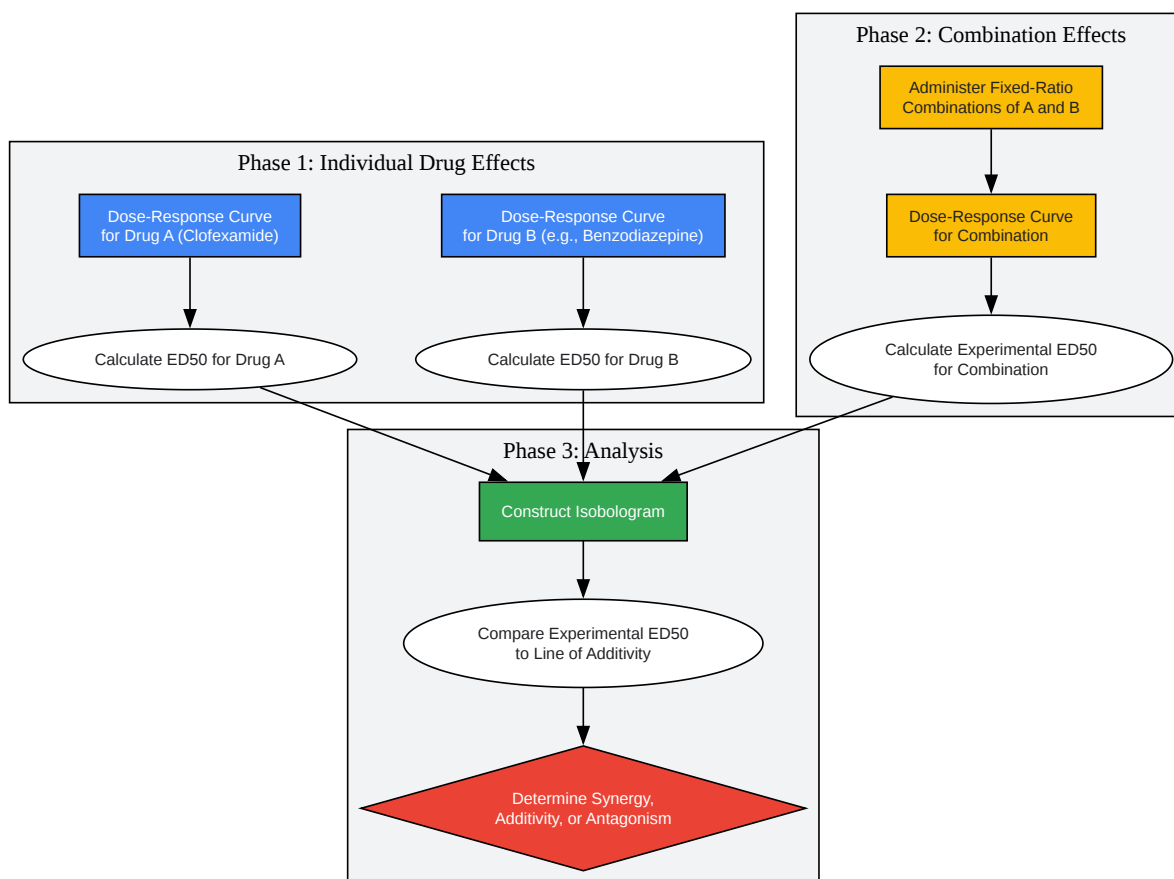 Phase 1: Individual Drug Effects
Dose-Response Curve
for Drug A (Clofexamide)
Dose-Response Curve
for Drug B (e.g., Benzodiazepine)
Calculate ED50 for Drug A
Calculate ED50 for Drug B
Phase 2: Combination Effects
Administer Fixed-Ratio
Combinations of A and B
Dose-Response Curve
for Combination
Calculate Experimental ED50
for Combination
Phase 3: Analysis
Construct Isobologram
Compare Experimental ED50
to Line of Additivity
Determine Synergy,
Additivity, or Antagonism